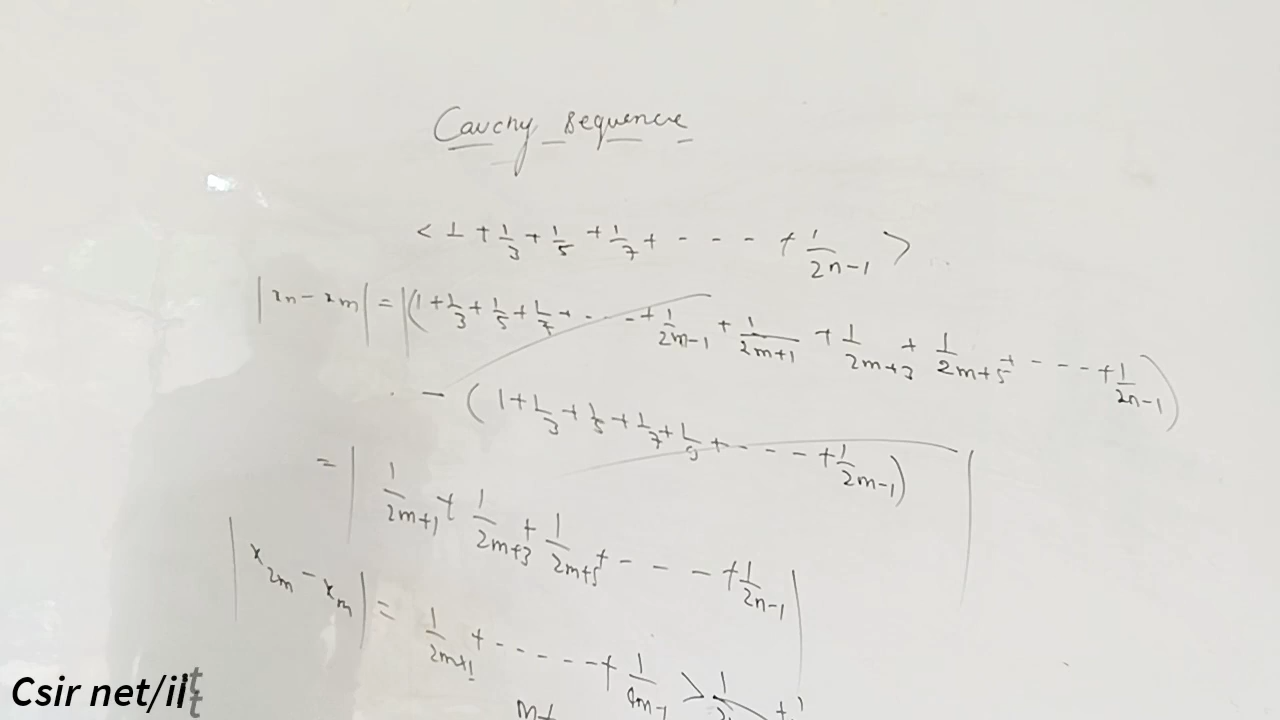 Cauchy sequence
< 1 + 1/3 + 1/5 + 1/7 + - - - + 1/2n-1 >
|xn - xm| = |(1 + 1/3 + 1/5 + 1/7 + - - - + 1/2m-1 + 1/2m+1 + 1/2m+3 + 1/2m+5 + - - - + 1/2n-1)
- (1 + 1/3 + 1/5 + 1/7 + 1/9 + - - - - + 1/2m-1)|
= | 1/2m+1 + 1/2m+3 + 1/2m+5 + - - - + 1/2n-1 |
|x2m - xm| = 1/2m+1 + - - - - - + 1/4m-1 >
Csir net/iit